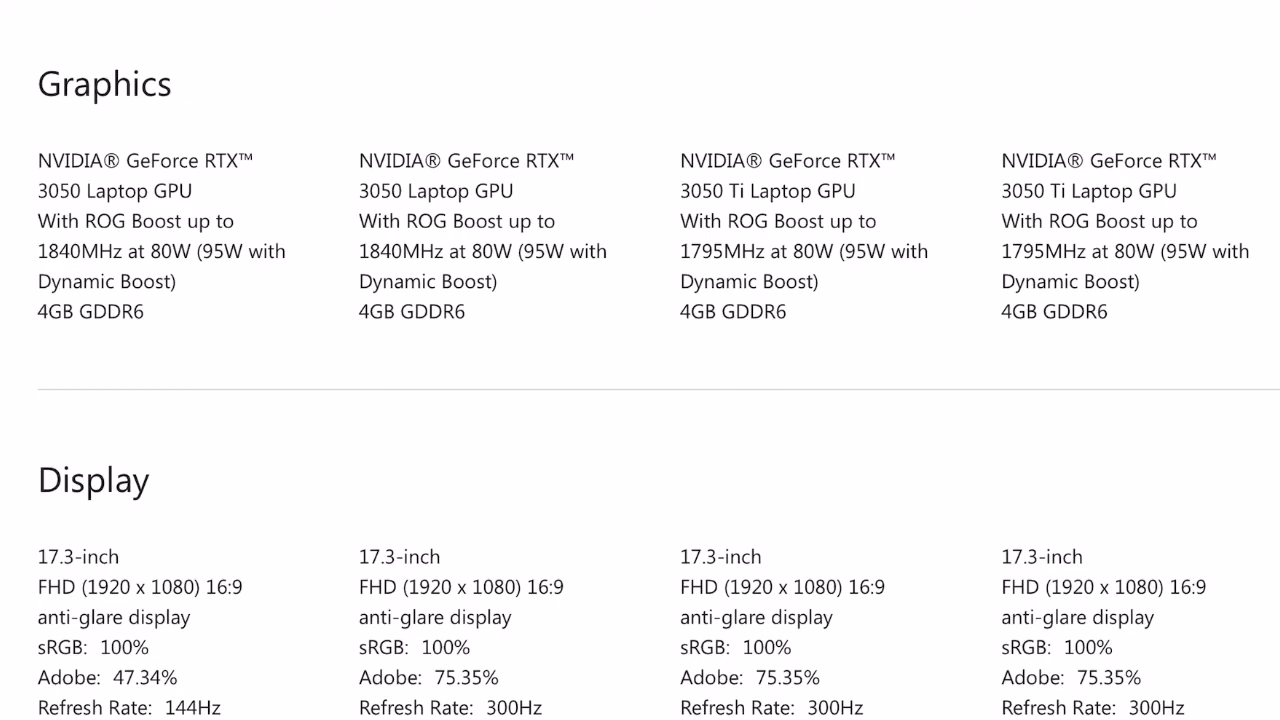 Graphics
NVIDIA® GeForce RTX™
3050 Laptop GPU
With ROG Boost up to
1840MHz at 80W (95W with
Dynamic Boost)
4GB GDDR6
NVIDIA® GeForce RTX™
3050 Laptop GPU
With ROG Boost up to
1840MHz at 80W (95W with
Dynamic Boost)
4GB GDDR6
NVIDIA® GeForce RTX™
3050 Ti Laptop GPU
With ROG Boost up to
1795MHz at 80W (95W with
Dynamic Boost)
4GB GDDR6
NVIDIA® GeForce RTX™
3050 Ti Laptop GPU
With ROG Boost up to
1795MHz at 80W (95W with
Dynamic Boost)
4GB GDDR6
Display
17.3-inch
FHD (1920 x 1080) 16:9
anti-glare display
sRGB: 100%
Adobe: 47.34%
Refresh Rate: 144Hz
17.3-inch
FHD (1920 x 1080) 16:9
anti-glare display
sRGB: 100%
Adobe: 75.35%
Refresh Rate: 300Hz
17.3-inch
FHD (1920 x 1080) 16:9
anti-glare display
sRGB: 100%
Adobe: 75.35%
Refresh Rate: 300Hz
17.3-inch
FHD (1920 x 1080) 16:9
anti-glare display
sRGB: 100%
Adobe: 75.35%
Refresh Rate: 300Hz